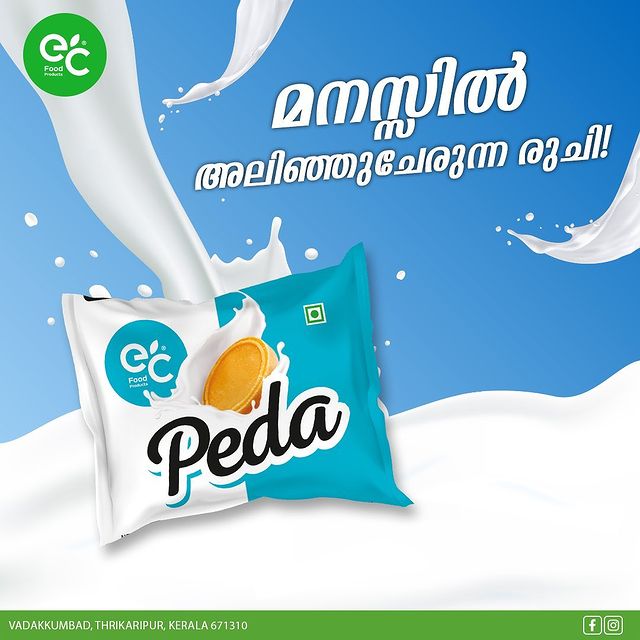 ec®
Food
Products
മനസ്സിൽ
അലിഞ്ഞുചേരുന്ന രുചി!
ec®
Food
Products
Peda
VADAKKUMBAD, THRIKARIPUR, KERALA 671310